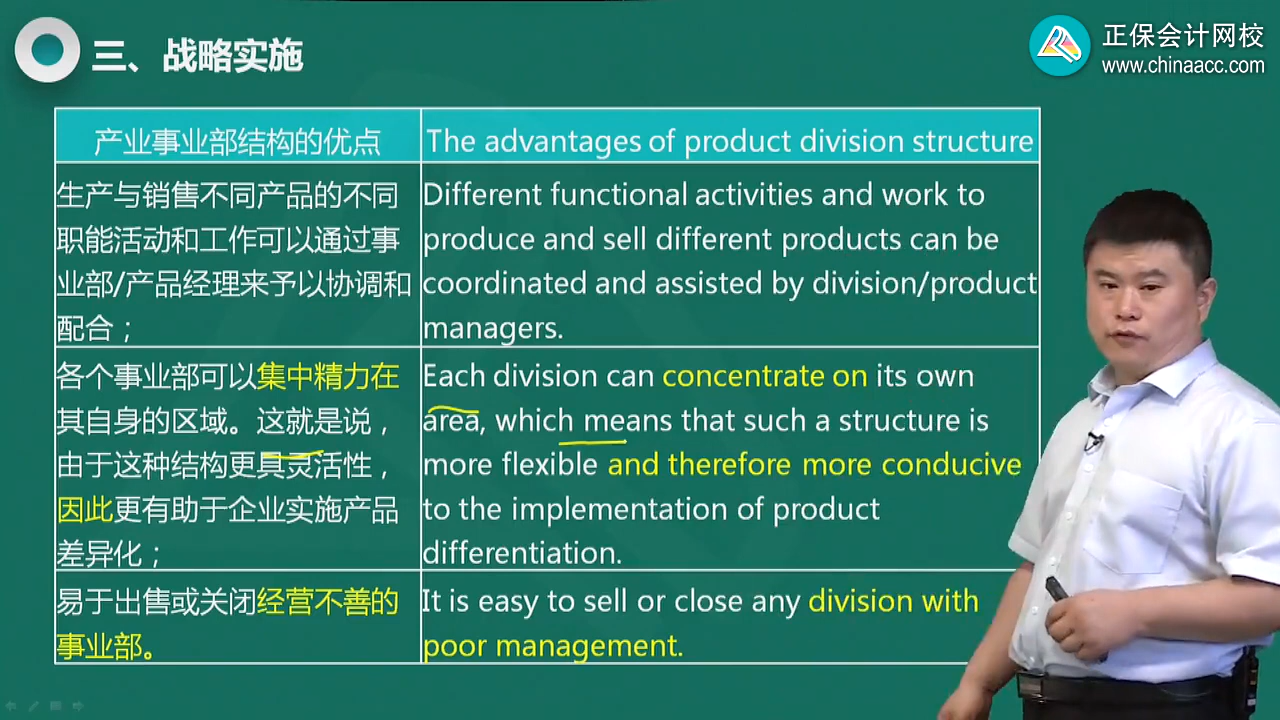 三、战略实施
正保会计网校
www.chinaacc.com
产业事业部结构的优点
The advantages of product division structure
生产与销售不同产品的不同
职能活动和工作可以通过事
业部/产品经理来予以协调和
配合；
Different functional activities and work to
produce and sell different products can be
coordinated and assisted by division/product
managers.
各个事业部可以集中精力在
其自身的区域。这就是说，
由于这种结构更具灵活性，
因此更有助于企业实施产品
差异化；
Each division can concentrate on its own
area, which means that such a structure is
more flexible and therefore more conducive
to the implementation of product
differentiation.
易于出售或关闭经营不善的
事业部。
It is easy to sell or close any division with
poor management.